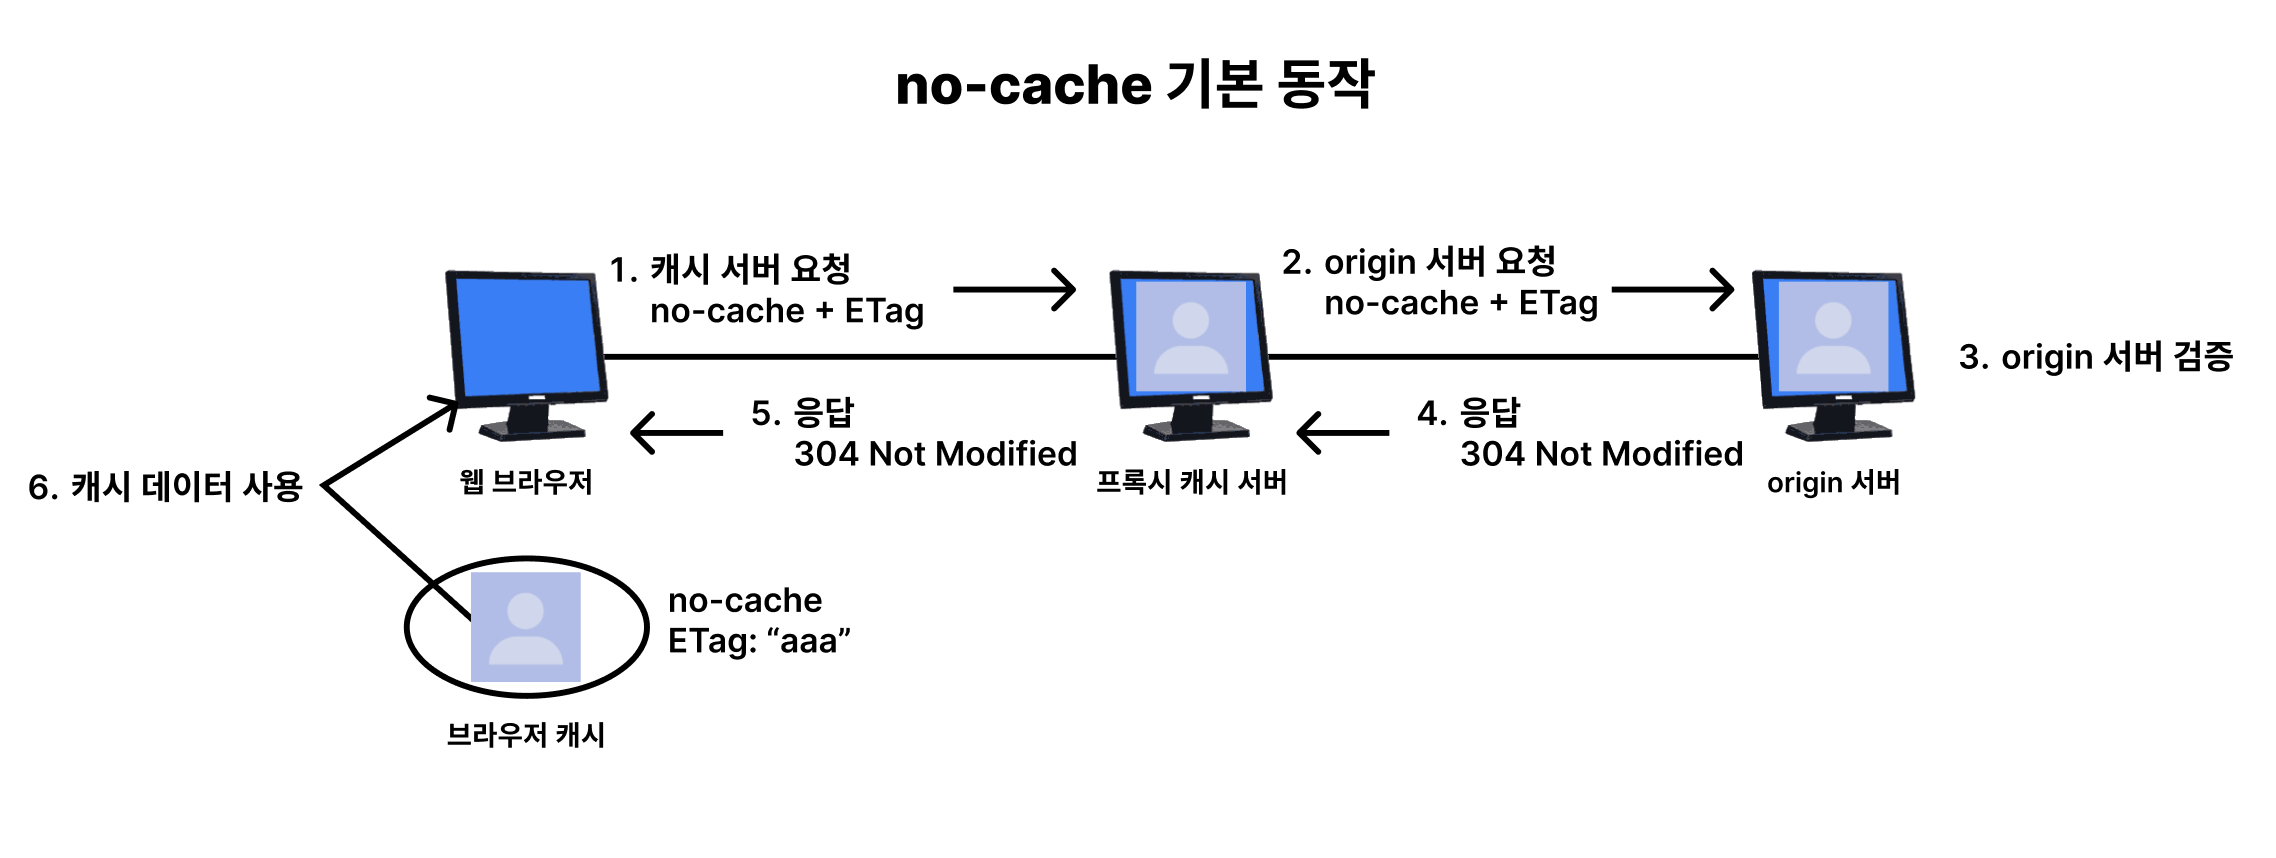 no-cache 기본 동작
1. 캐시 서버 요청
no-cache + ETag
2. origin 서버 요청
no-cache + ETag
3. origin 서버 검증
5. 응답
304 Not Modified
4. 응답
304 Not Modified
6. 캐시 데이터 사용
웹 브라우저
프록시 캐시 서버
origin 서버
no-cache
ETag: “aaa”
브라우저 캐시